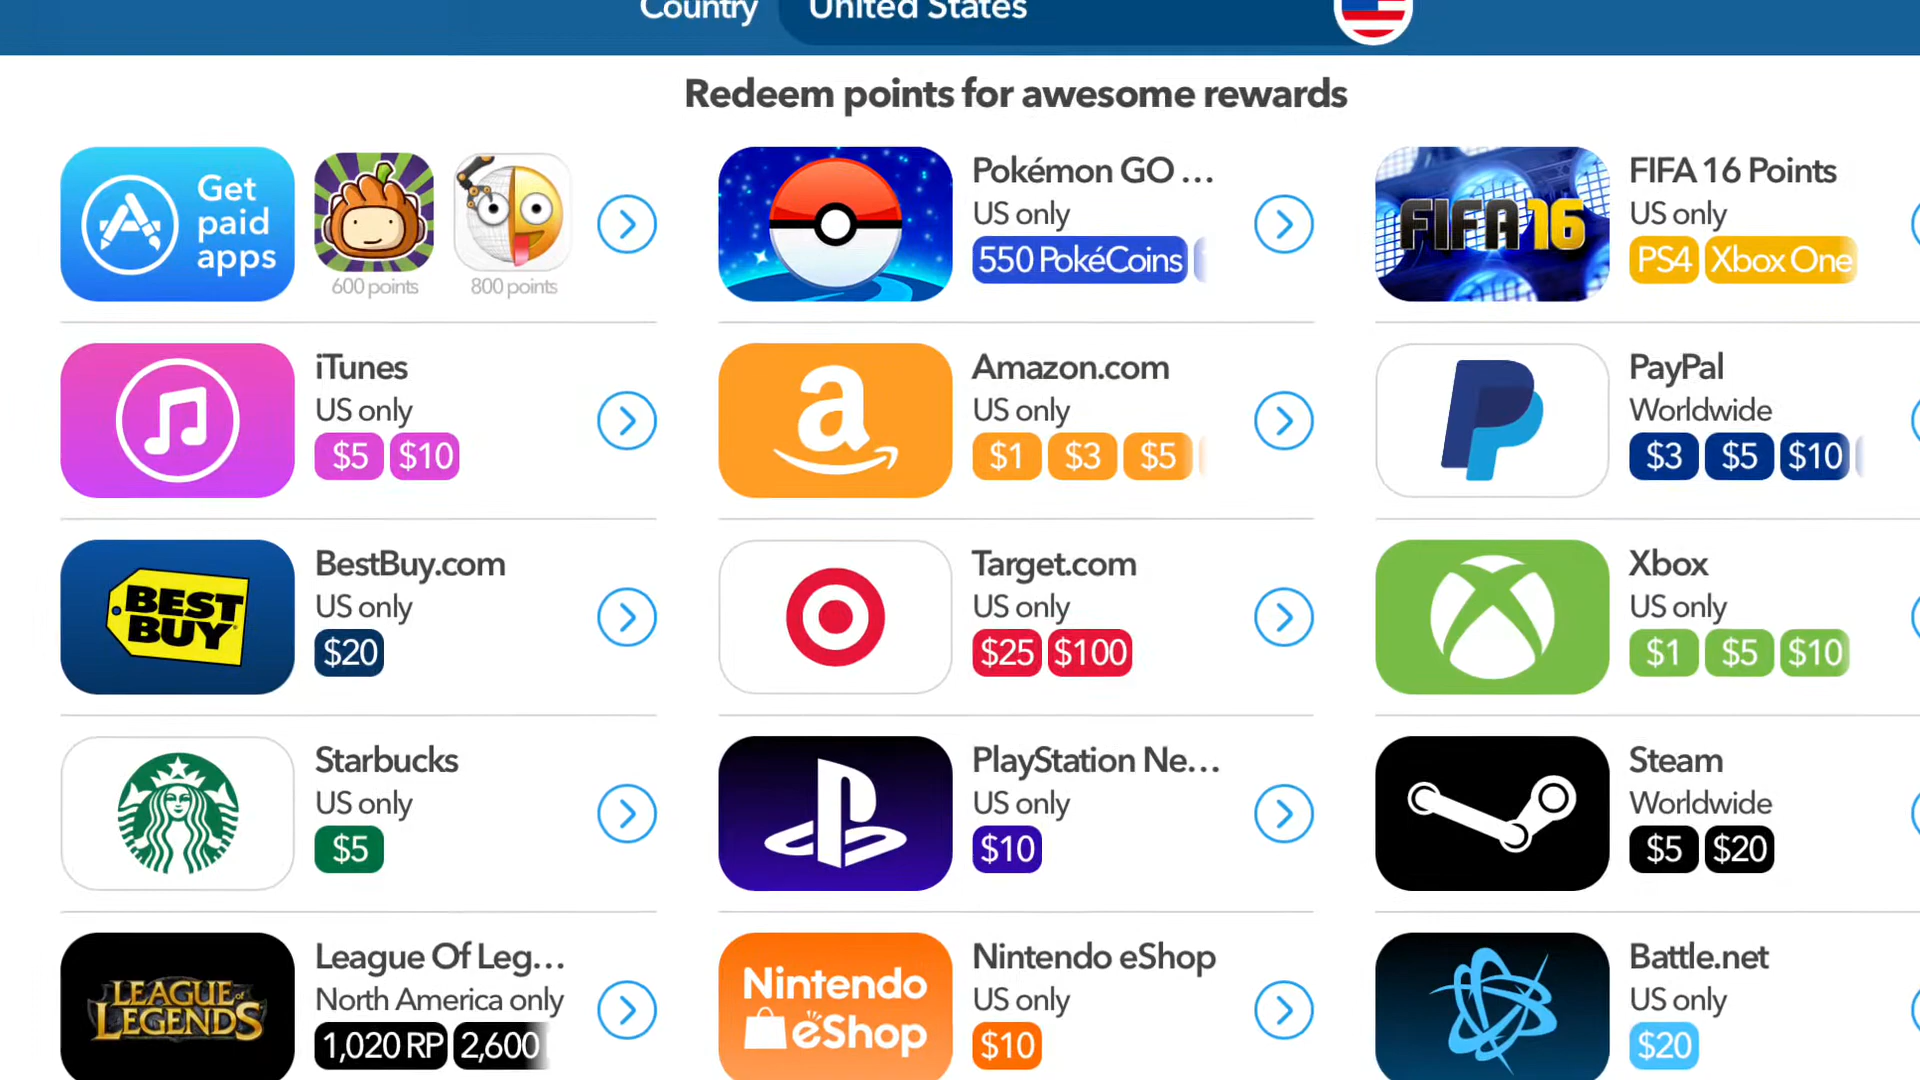 Country United States
Redeem points for awesome rewards
Get
paid
apps
600 points
800 points
Pokémon GO ...
US only
550 PokéCoins
FIFA 16
FIFA 16 Points
US only
PS4 Xbox One
iTunes
US only
$5 $10
a
Amazon.com
US only
$1 $3 $5
PayPal
Worldwide
$3 $5 $10
BEST
BUY
BestBuy.com
US only
$20
Target.com
US only
$25 $100
Xbox
US only
$1 $5 $10
Starbucks
US only
$5
PlayStation Ne...
US only
$10
Steam
Worldwide
$5 $20
LEAGUE of
LEGENDS
League Of Leg...
North America only
1,020 RP 2,600
Nintendo
eShop
Nintendo eShop
US only
$10
Battle.net
US only
$20